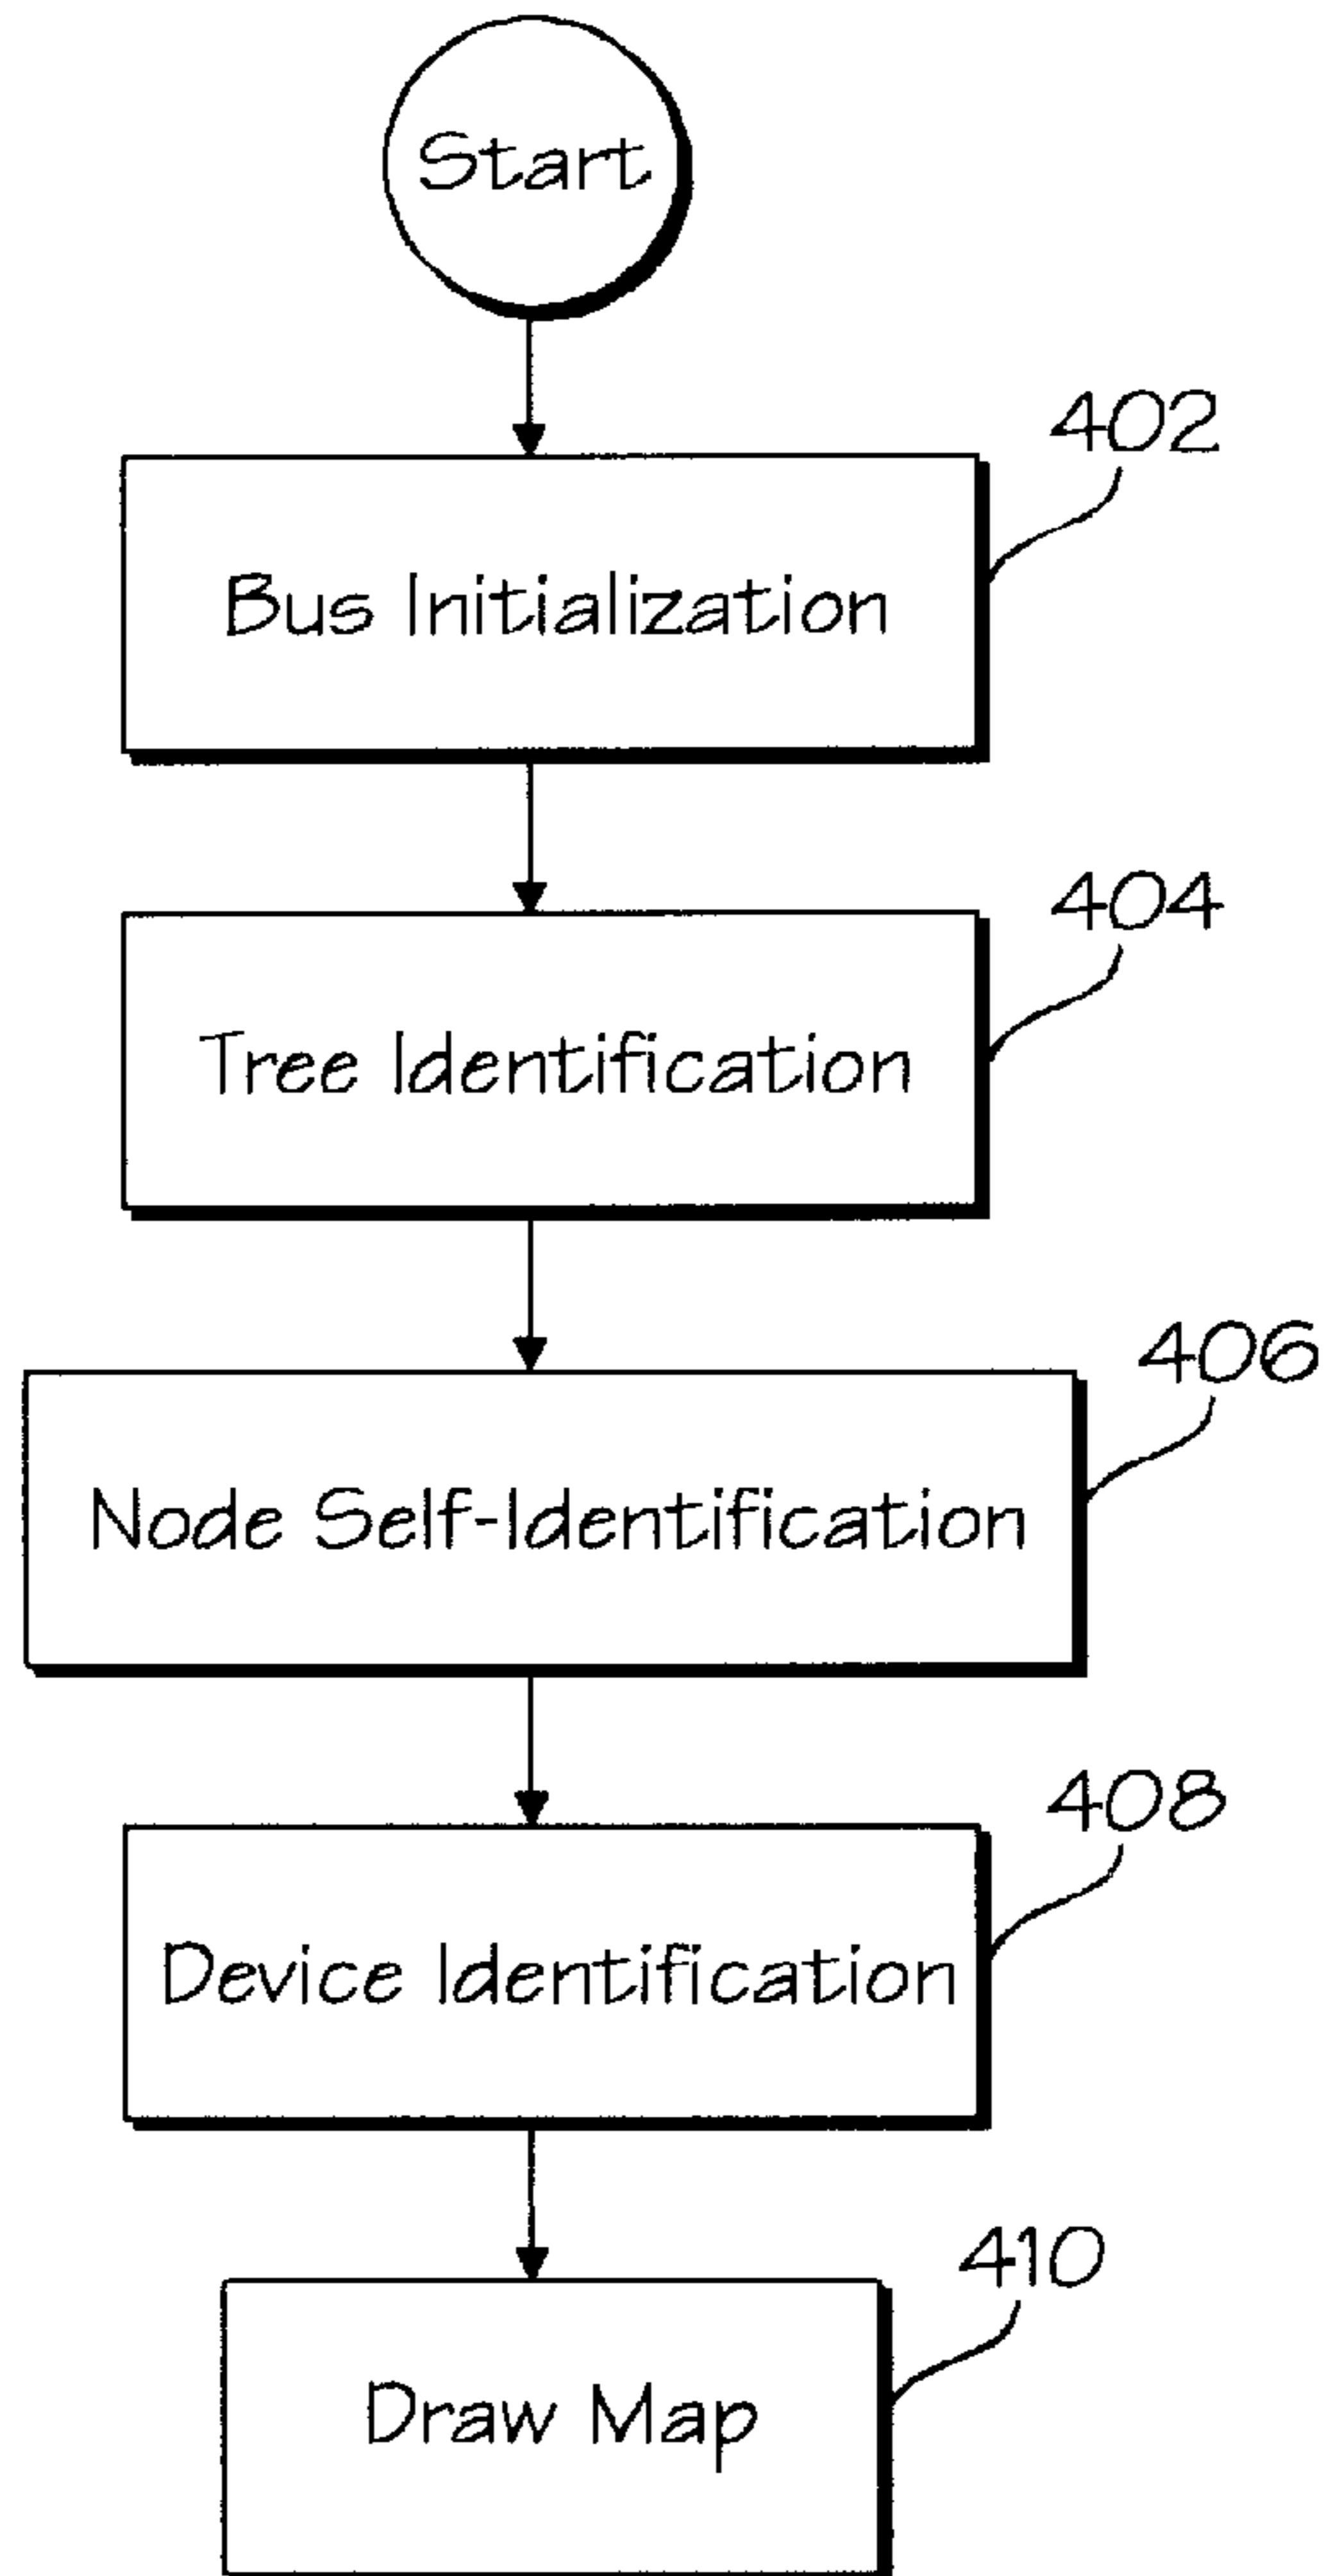 Start
402
Bus Initialization
404
Tree Identification
406
Node Self-Identification
408
Device Identification
410
Draw Map